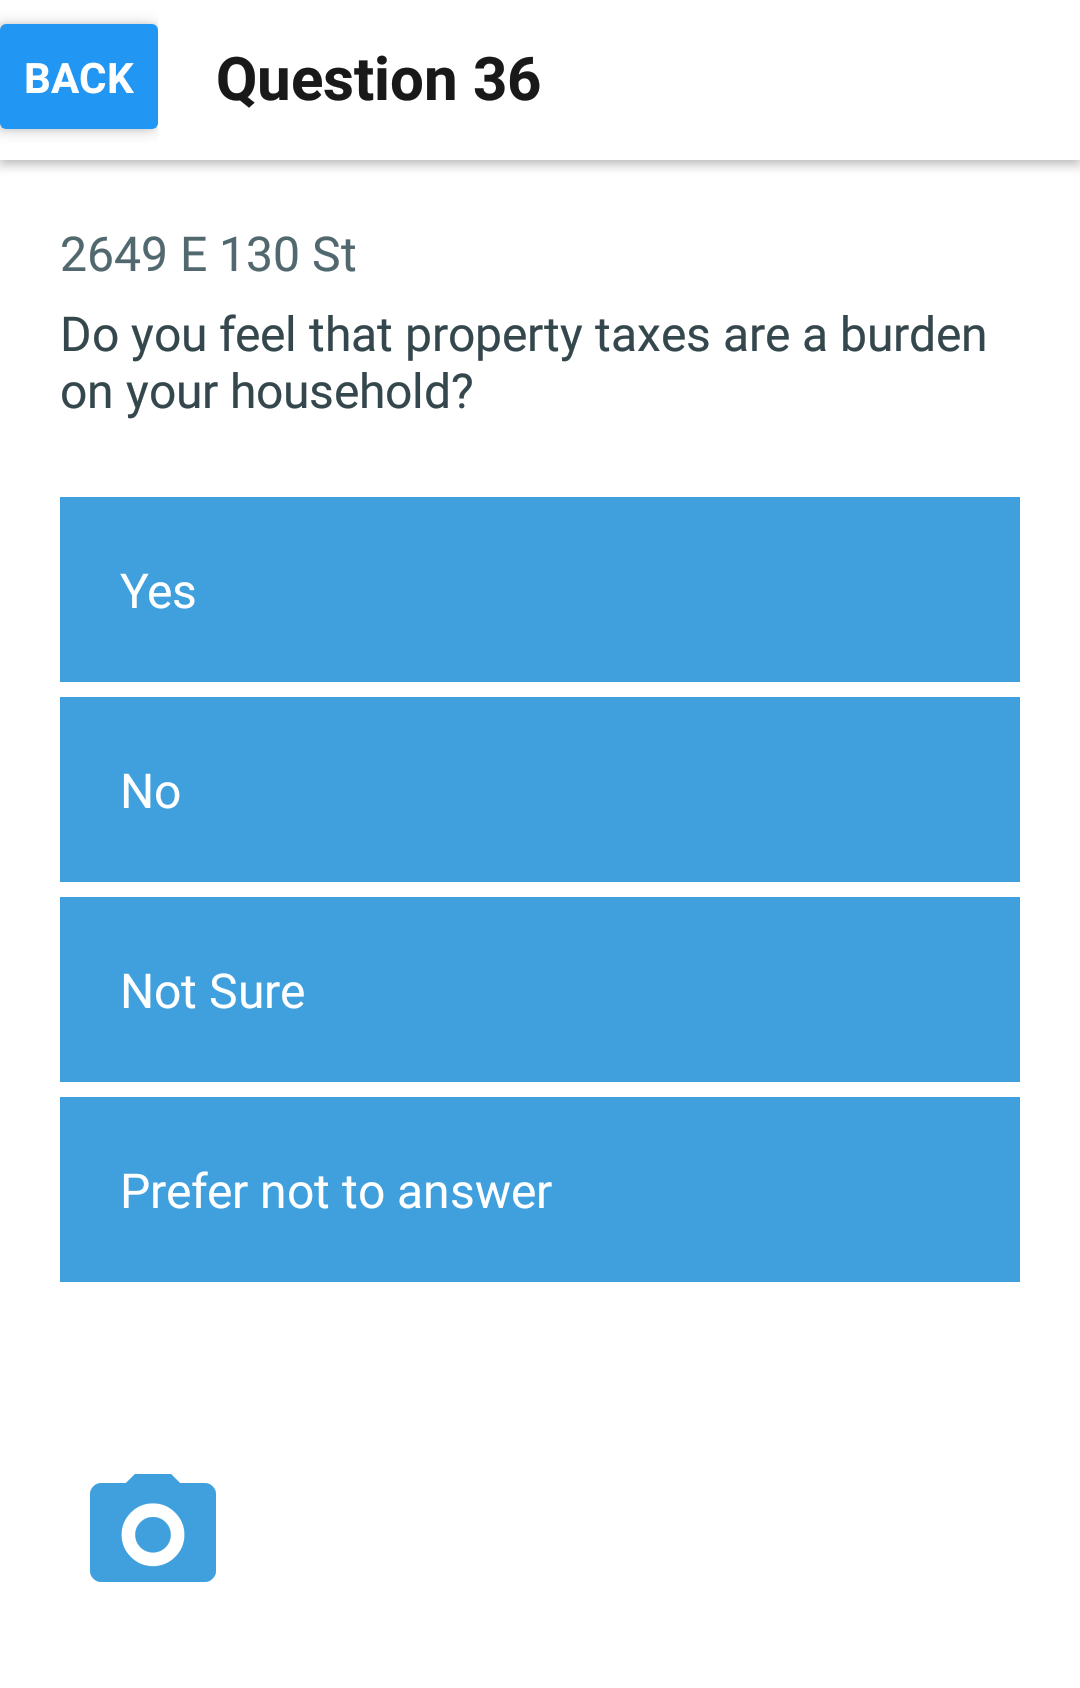 BACK
Question 36
2649 E 130 St
Do you feel that property taxes are a burden
on your household?
Yes
No
Not Sure
Prefer not to answer